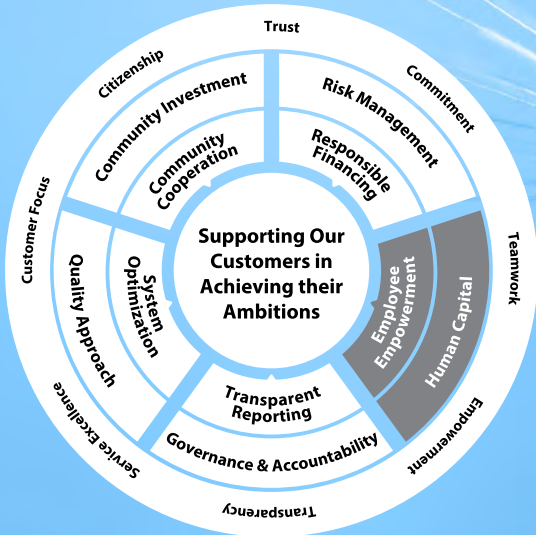 Trust
Commitment
Teamwork
Empowerment
Transparency
Service Excellence
Customer Focus
Citizenship
Risk Management
Responsible
Financing
Human Capital
Employee
Empowerment
Governance & Accountability
Transparent
Reporting
Quality Approach
System
Optimization
Community Investment
Community
Cooperation
Supporting Our
Customers in
Achieving their
Ambitions